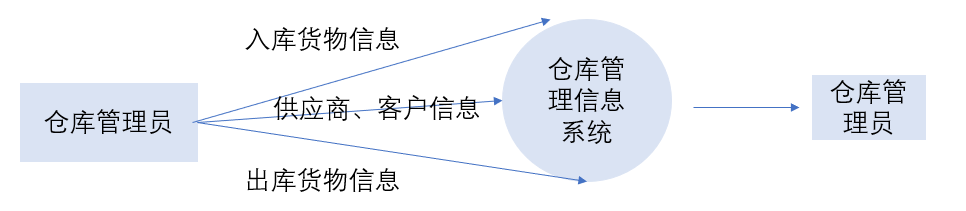 入库货物信息
仓库管理员
供应商、客户信息
出库货物信息
仓库管
理信息
系统
仓库管
理员